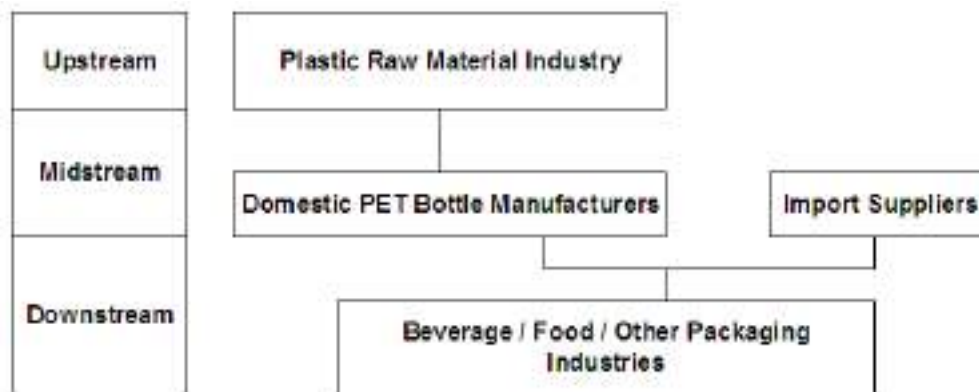 Upstream
Plastic Raw Material Industry
Midstream
Domestic PET Bottle Manufacturers
Import Suppliers
Downstream
Beverage / Food / Other Packaging
Industries